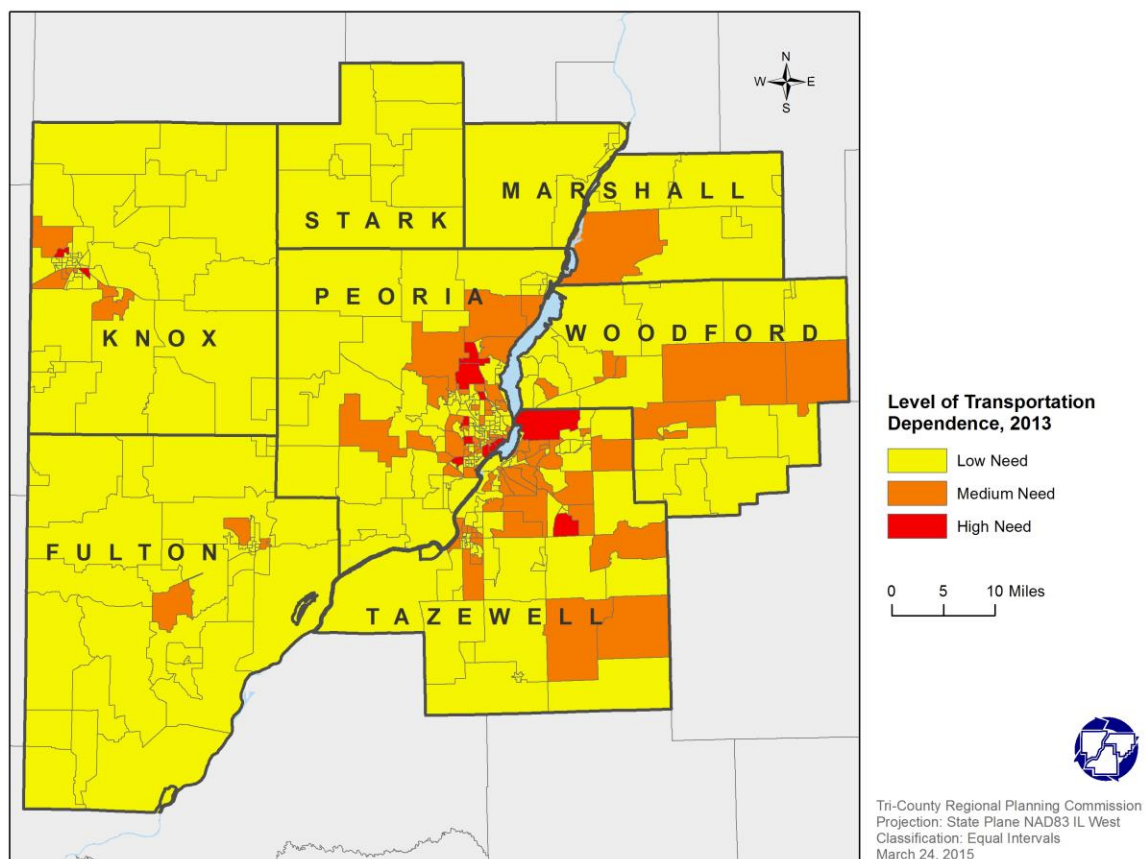 N
W E
S
MARSHALL
STARK
PEORIA
WOODFORD
KNOX
FULTON
TAZEWELL
Level of Transportation
Dependence, 2013
Low Need
Medium Need
High Need
0 5 10 Miles
Tri-County Regional Planning Commission
Projection: State Plane NAD83 IL West
Classification: Equal Intervals
March 24, 2015